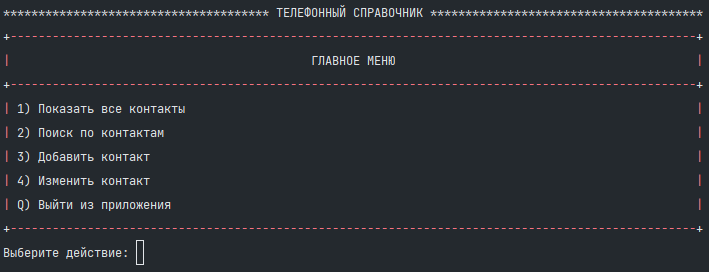 ************************************** ТЕЛЕФОННЫЙ СПРАВОЧНИК ***************************************
+--------------------------------------------------------------------------------------------------+
| ГЛАВНОЕ МЕНЮ |
+--------------------------------------------------------------------------------------------------+
| 1) Показать все контакты |
| 2) Поиск по контактам |
| 3) Добавить контакт |
| 4) Изменить контакт |
| Q) Выйти из приложения |
+--------------------------------------------------------------------------------------------------+
Выберите действие: